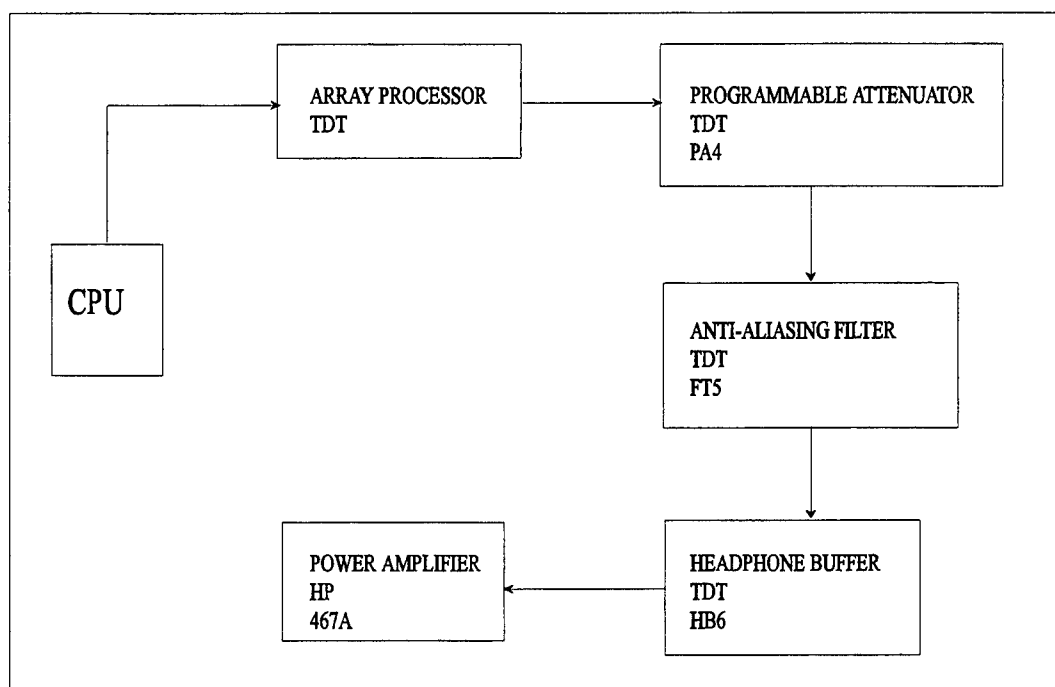 ARRAY PROCESSOR
TDT
PROGRAMMABLE ATTENUATOR
TDT
PA4
CPU
ANTI-ALIASING FILTER
TDT
FT5
POWER AMPLIFIER
HP
467A
HEADPHONE BUFFER
TDT
HB6